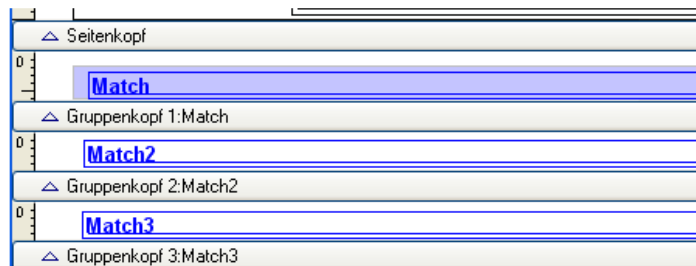 Seitenkopf
0
Match
Gruppenkopf 1:Match
0
Match2
Gruppenkopf 2:Match2
0
Match3
Gruppenkopf 3:Match3